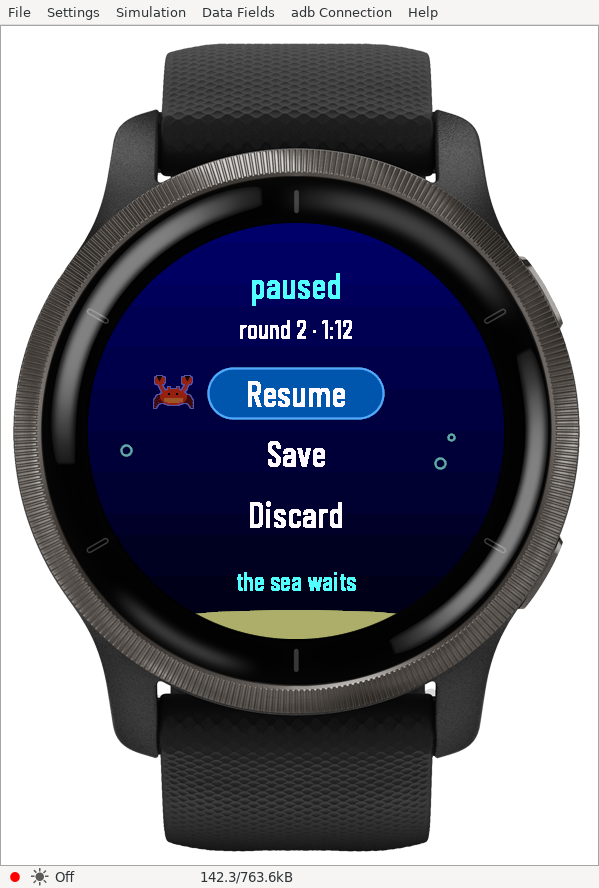 File Settings Simulation Data Fields adb Connection Help
paused
round 2 · 1:12
Resume
Save
Discard
the sea waits
Off 142.3/763.6kB